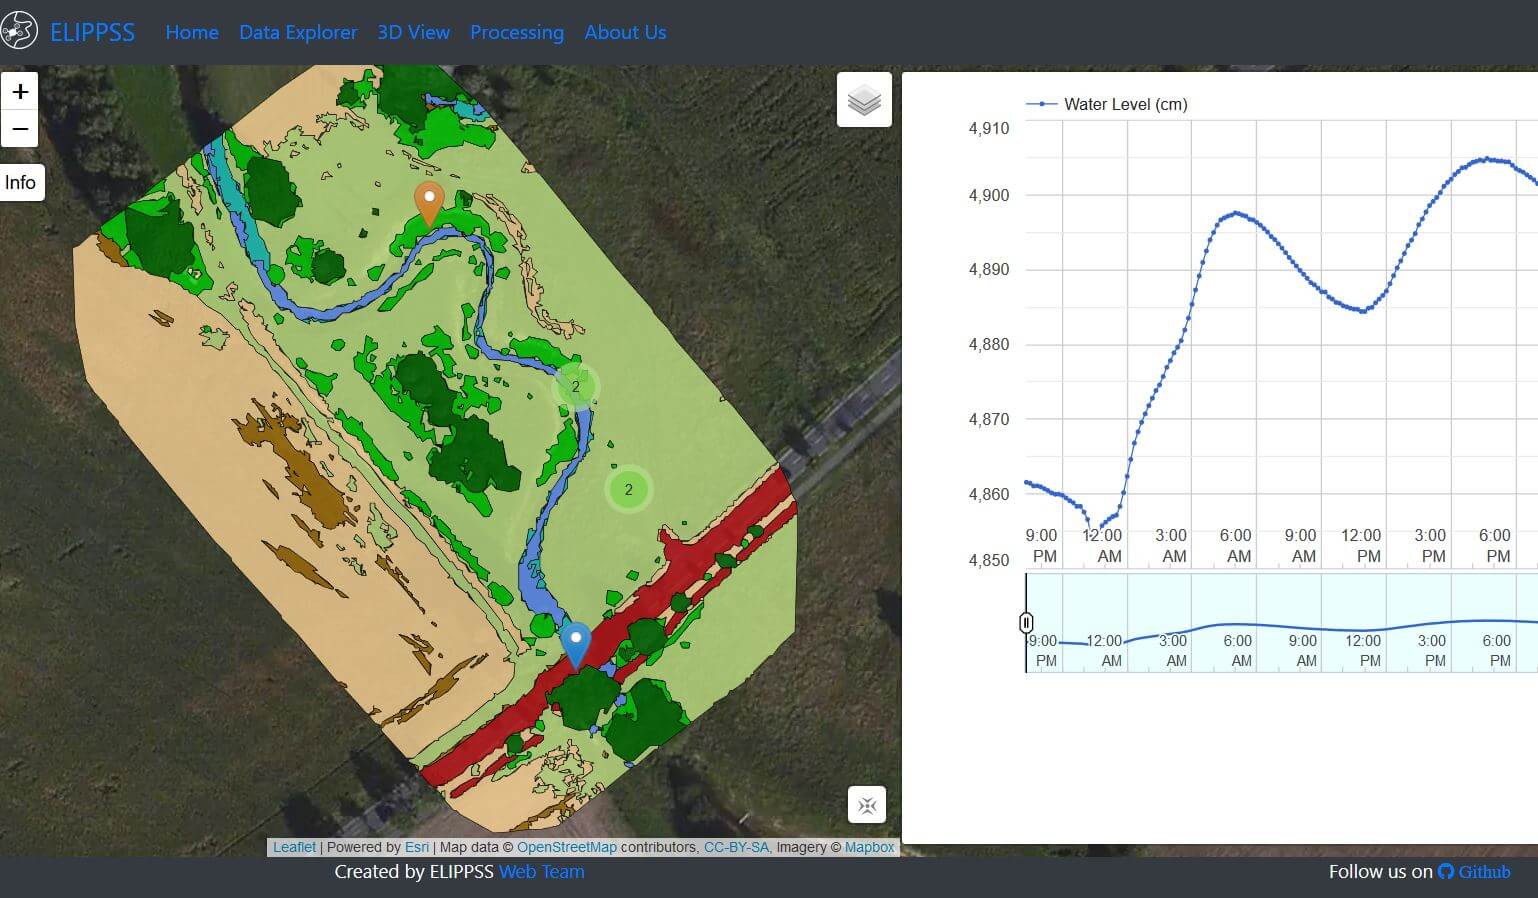 ELIPPSS Home Data Explorer 3D View Processing About Us
+
−
Info
2
2
Leaflet | Powered by Esri | Map data © OpenStreetMap contributors, CC-BY-SA, Imagery © Mapbox
Water Level (cm)
4,910
4,900
4,890
4,880
4,870
4,860
4,850
9:00 PM
12:00 AM
3:00 AM
6:00 AM
9:00 AM
12:00 PM
3:00 PM
6:00 PM
9:00 PM
12:00 AM
3:00 AM
6:00 AM
9:00 AM
12:00 PM
3:00 PM
6:00 PM
Created by ELIPPSS Web Team
Follow us on Github